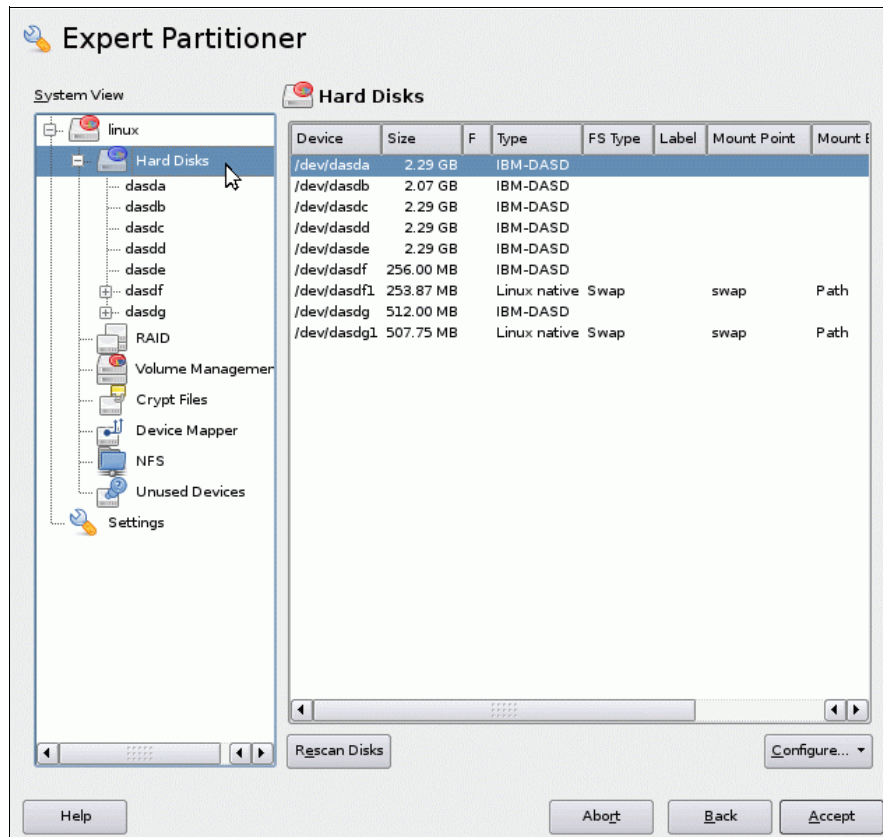 Expert Partitioner
System View
linux
Hard Disks
dasda
dasdb
dasdc
dasdd
dasde
dasdf
dasdg
RAID
Volume Managemen
Crypt Files
Device Mapper
NFS
Unused Devices
Settings
Hard Disks
Device Size F Type FS Type Label Mount Point Mount B
/dev/dasda 2.29 GB IBM-DASD
/dev/dasdb 2.07 GB IBM-DASD
/dev/dasdc 2.29 GB IBM-DASD
/dev/dasdd 2.29 GB IBM-DASD
/dev/dasde 2.29 GB IBM-DASD
/dev/dasdf 256.00 MB IBM-DASD
/dev/dasdf1 253.87 MB Linux native Swap swap Path
/dev/dasdg 512.00 MB IBM-DASD
/dev/dasdg1 507.75 MB Linux native Swap swap Path
Rescan Disks
Configure...
Help
Abort
Back
Accept